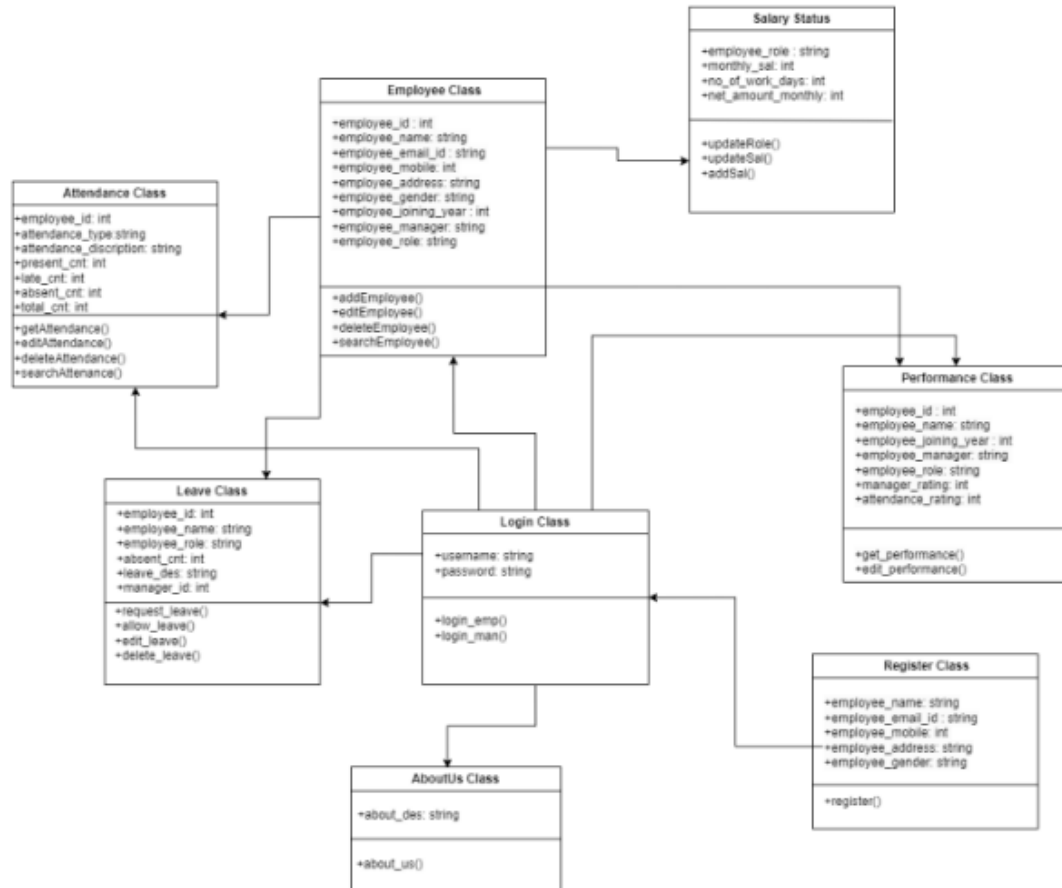 Salary Status
+employee_role : string
+monthly_sal: int
+no_of_work_days: int
+net_amount_monthly: int
+updateRole()
+updateSal()
+addSal()
Employee Class
+employee_id : int
+employee_name: string
+employee_email_id : string
+employee_mobile: int
+employee_address: string
+employee_gender: string
+employee_joining_year : int
+employee_manager: string
+employee_role: string
+addEmployee()
+editEmployee()
+deleteEmployee()
+searchEmployee()
Attendance Class
+employee_id: int
+attendance_type:string
+attendance_discription: string
+present_cnt: int
+late_cnt: int
+absent_cnt: int
+total_cnt: int
+getAttendance()
+editAttendance()
+deleteAttendance()
+searchAttenance()
Performance Class
+employee_id : int
+employee_name: string
+employee_joining_year : int
+employee_manager: string
+employee_role: string
+manager_rating: int
+attendance_rating: int
+get_performance()
+edit_performance()
Leave Class
+employee_id: int
+employee_name: string
+employee_role: string
+absent_cnt: int
+leave_des: string
+manager_id: int
+request_leave()
+allow_leave()
+edit_leave()
+delete_leave()
Login Class
+username: string
+password: string
+login_emp()
+login_man()
Register Class
+employee_name: string
+employee_email_id : string
+employee_mobile: int
+employee_address: string
+employee_gender: string
+register()
AboutUs Class
+about_des: string
+about_us()